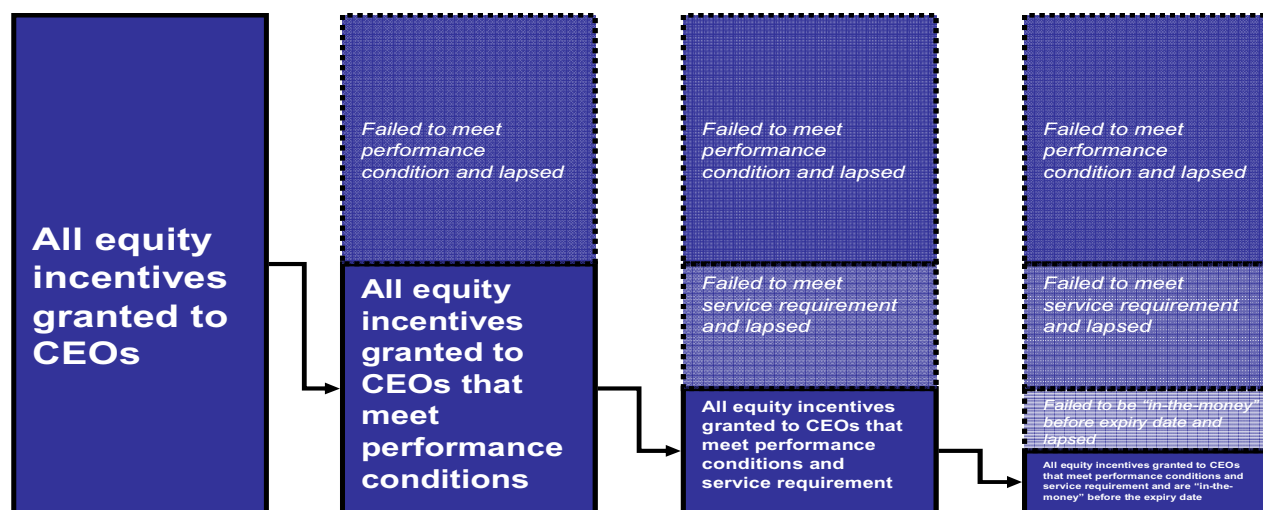 All equity
incentives
granted to
CEOs
Failed to meet
performance
condition and lapsed
All equity
incentives
granted to
CEOs that
meet
performance
conditions
Failed to meet
performance
condition and lapsed
Failed to meet
service requirement
and lapsed
All equity incentives
granted to CEOs that
meet performance
conditions and
service requirement
Failed to meet
performance
condition and lapsed
Failed to meet
service requirement
and lapsed
Failed to be "in-the-money"
before expiry date and
lapsed
All equity incentives granted to CEOs
that meet performance conditions and
service requirement and are “in-the-
money” before the expiry date